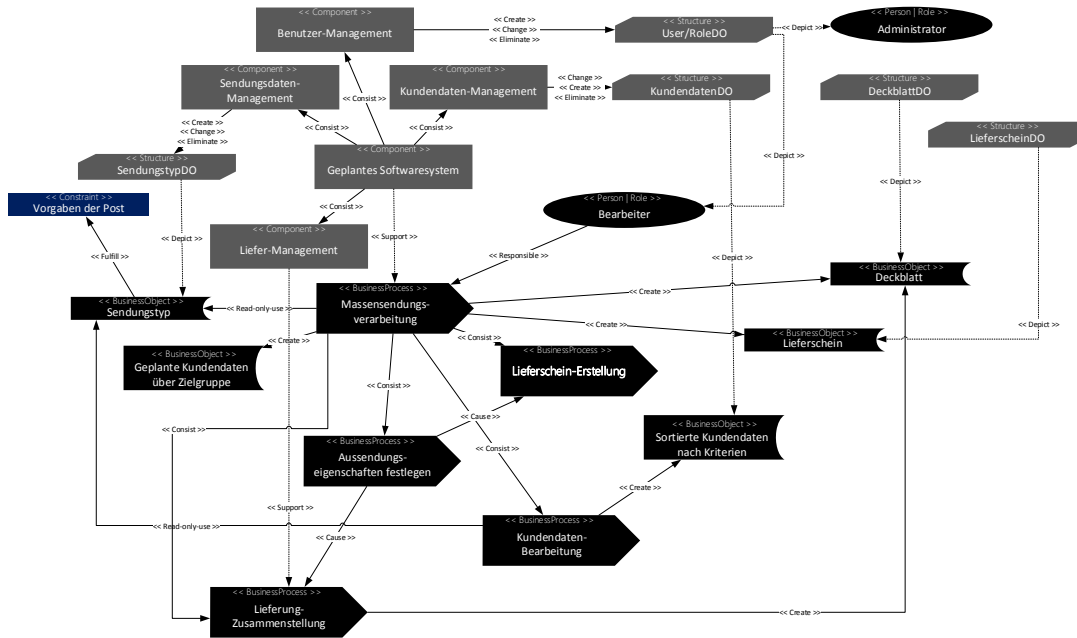 << Component >>
Benutzer-Management
<< Create >>
<< Change >>
<< Eliminate >>
<< Structure >>
User/RoleDO
<< Depict >>
<< Person | Role >>
Administrator
<< Component >>
Sendungsdaten-
Management
<< Component >>
Kundendaten-Management
<< Change >>
<< Create >>
<< Eliminate >>
<< Structure >>
KundendatenDO
<< Structure >>
DeckblattDO
<< Consist >>
<< Create >>
<< Change >>
<< Eliminate >>
<< Consist >>
<< Consist >>
<< Structure >>
LieferscheinDO
<< Structure >>
SendungstypDO
<< Component >>
Geplantes Softwaresystem
<< Depict >>
<< Constraint >>
Vorgaben der Post
<< Consist >>
<< Person | Role >>
Bearbeiter
<< Depict >>
<< Component >>
Liefer-Management
<< Support >>
<< Depict >>
<< Fulfill >>
<< Responsible >>
<< Depict >>
<< BusinessObject >>
Deckblatt
<< BusinessProcess >>
Massensendungs-
verarbeitung
<< Create >>
<< BusinessObject >>
Sendungstyp
<< Read-only-use >>
<< Create >>
<< Depict >>
<< BusinessObject >>
Lieferschein
<< Create >>
<< Consist >>
<< BusinessObject >>
Geplante Kundendaten
über Zielgruppe
<< BusinessProcess >>
Lieferschein-Erstellung
<< Consist >>
<< Cause >>
<< BusinessObject >>
Sortierte Kundendaten
nach Kriterien
<< Consist >>
<< BusinessProcess >>
Aussendungs-
eigenschaften festlegen
<< Consist >>
<< Create >>
<< Support >>
<< BusinessProcess >>
Kundendaten-
Bearbeitung
<< Read-only-use >>
<< Cause >>
<< BusinessProcess >>
Lieferung-
Zusammenstellung
<< Create >>